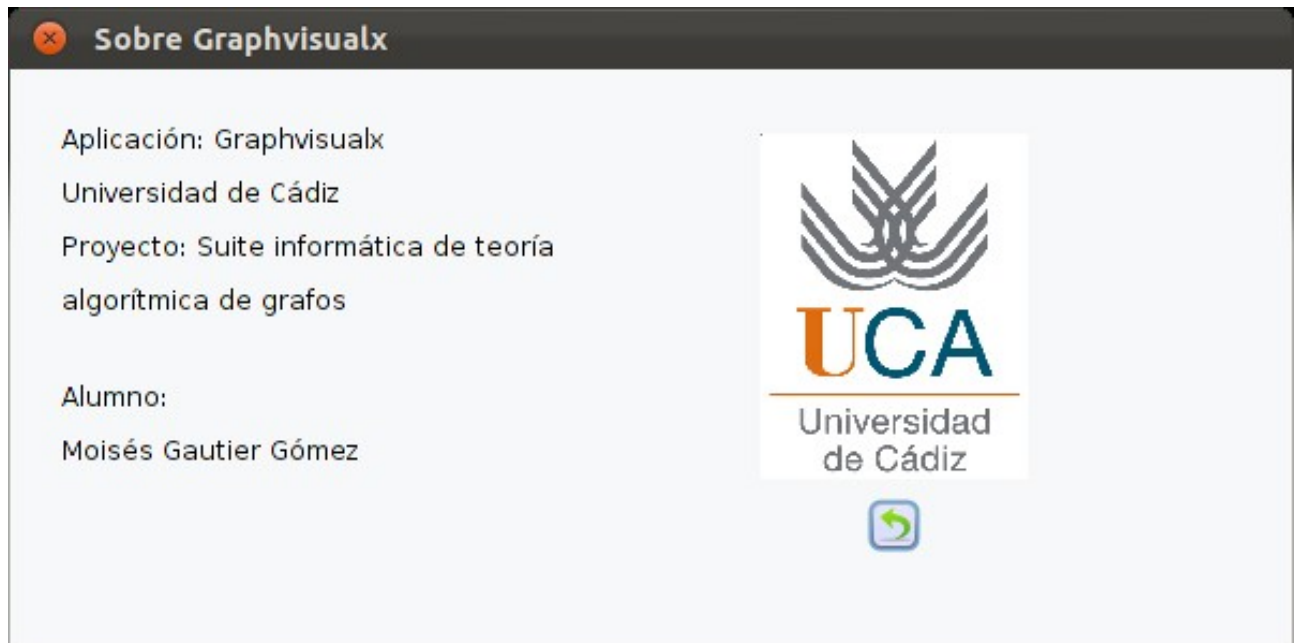 Sobre Graphvisualx
Aplicación: Graphvisualx
Universidad de Cádiz
Proyecto: Suite informática de teoría
algorítmica de grafos
Alumno:
Moisés Gautier Gómez
UCA
Universidad
de Cádiz